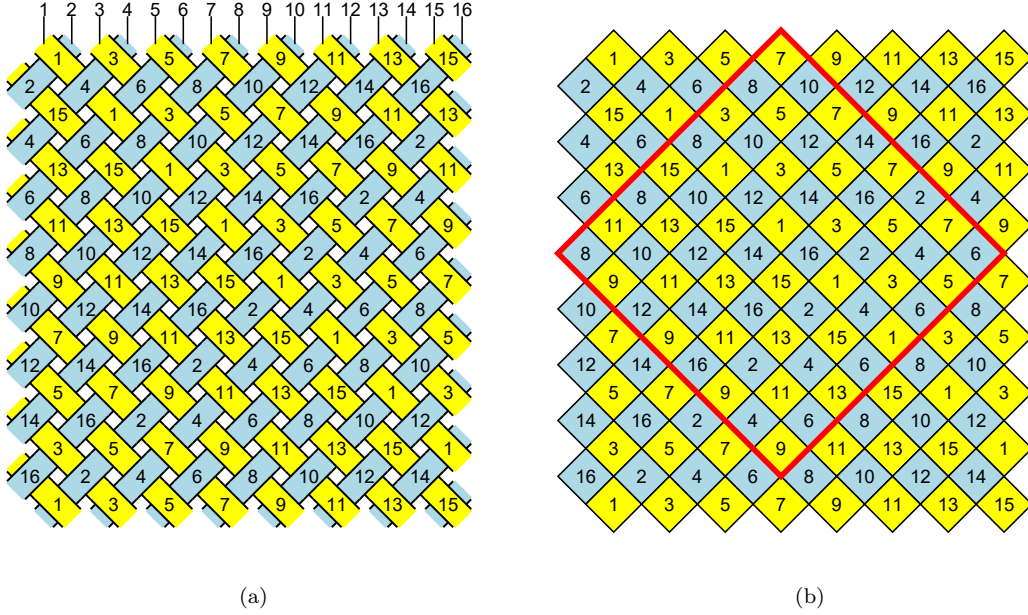 1 2 3 4 5 6 7 8 9 10 11 12 13 14 15 16
1 3 5 7 9 11 13 15
2 4 6 8 10 12 14 16
15 1 3 5 7 9 11 13
4 6 8 10 12 14 16 2
13 15 1 3 5 7 9 11
6 8 10 12 14 16 2 4
11 13 15 1 3 5 7 9
8 10 12 14 16 2 4 6
9 11 13 15 1 3 5 7
10 12 14 16 2 4 6 8
7 9 11 13 15 1 3 5
12 14 16 2 4 6 8 10
5 7 9 11 13 15 1 3
14 16 2 4 6 8 10 12
3 5 7 9 11 13 15 1
16 2 4 6 8 10 12 14
1 3 5 7 9 11 13 15
(a)
1 3 5 7 9 11 13 15
2 4 6 8 10 12 14 16
15 1 3 5 7 9 11 13
4 6 8 10 12 14 16 2
13 15 1 3 5 7 9 11
6 8 10 12 14 16 2 4
11 13 15 1 3 5 7 9
8 10 12 14 16 2 4 6
9 11 13 15 1 3 5 7
10 12 14 16 2 4 6 8
7 9 11 13 15 1 3 5
12 14 16 2 4 6 8 10
5 7 9 11 13 15 1 3
14 16 2 4 6 8 10 12
3 5 7 9 11 13 15 1
16 2 4 6 8 10 12 14
1 3 5 7 9 11 13 15
(b)